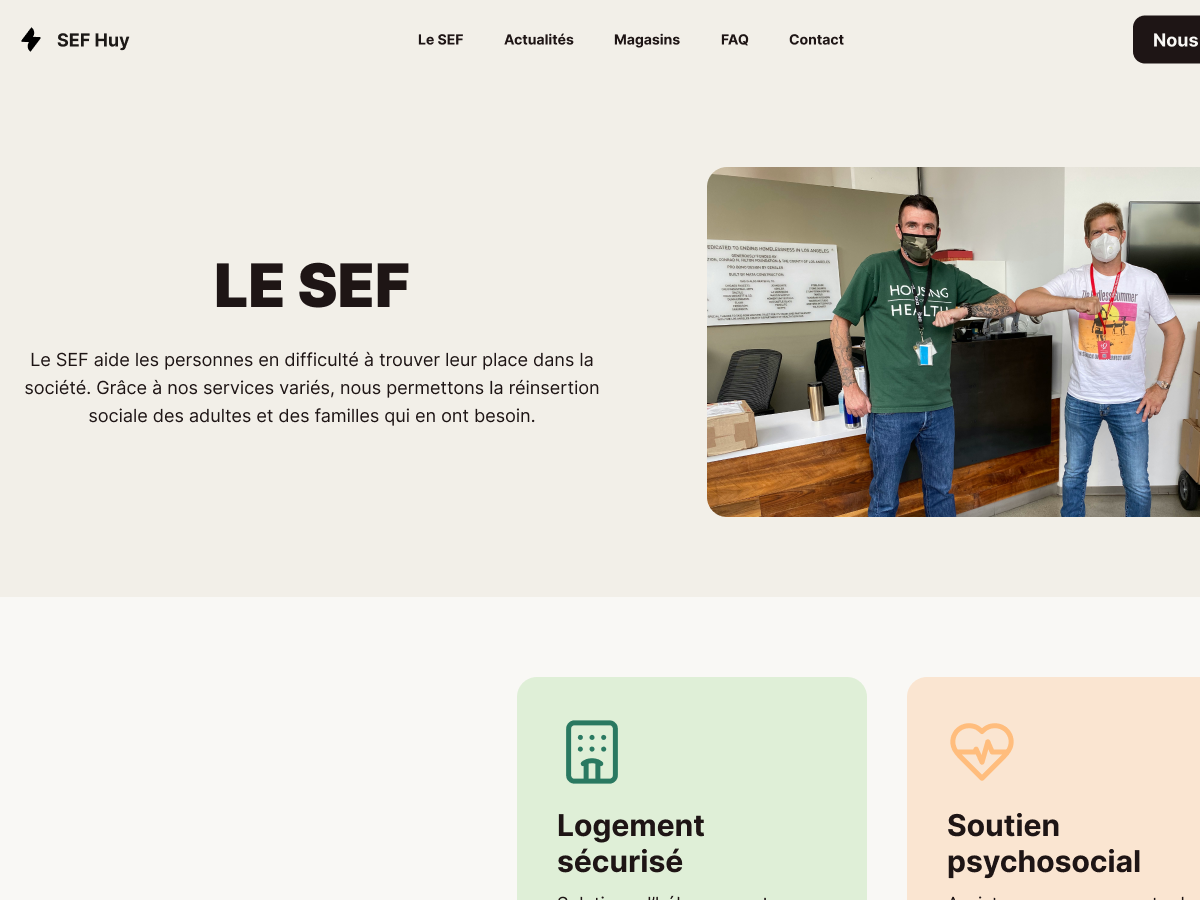 SEF Huy
Le SEF
Actualités
Magasins
FAQ
Contact
Nous
LE SEF
Le SEF aide les personnes en difficulté à trouver leur place dans la
société. Grâce à nos services variés, nous permettons la réinsertion
sociale des adultes et des familles qui en ont besoin.
DEDICATED TO ENDING HOMELESSNESS IN LOS ANGELES
HOUSING
HEALTH
Logement
sécurisé
Soutien
psychosocial